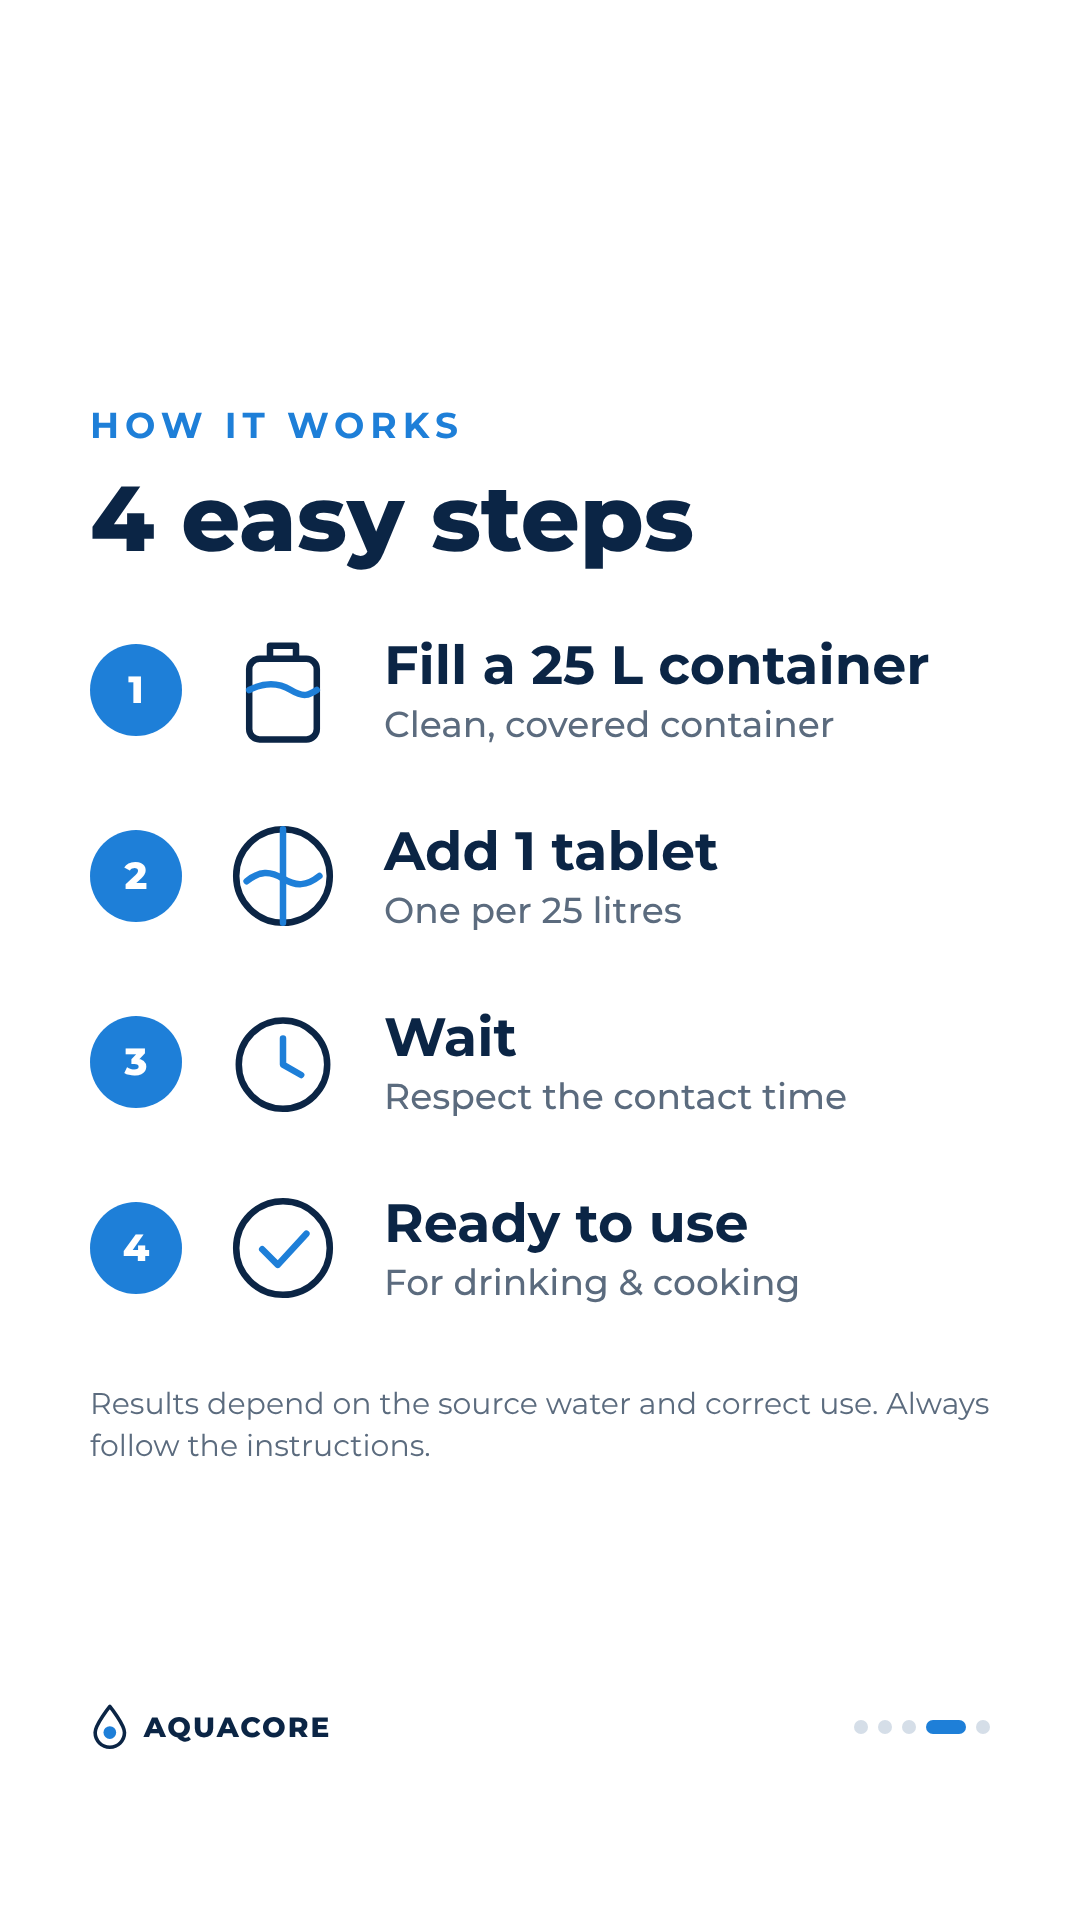 HOW IT WORKS
4 easy steps
1
Fill a 25 L container
Clean, covered container
2
Add 1 tablet
One per 25 litres
3
Wait
Respect the contact time
4
Ready to use
For drinking & cooking
Results depend on the source water and correct use. Always
follow the instructions.
AQUACORE